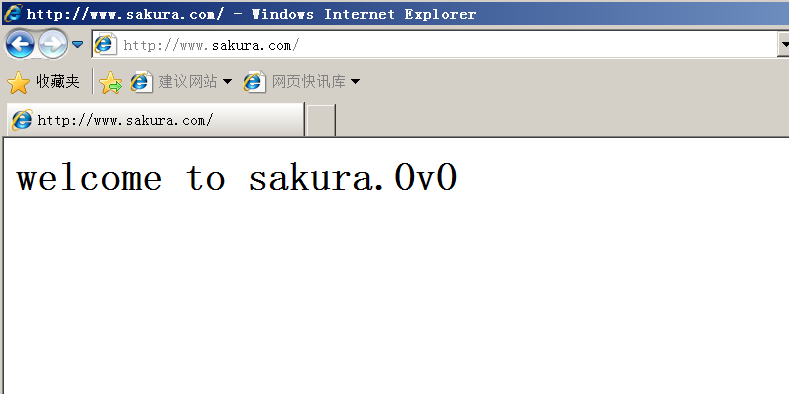 http://www.sakura.com/ - Windows Internet Explorer
http://www.sakura.com/
收藏夹 建议网站 网页快讯库
http://www.sakura.com/
welcome to sakura.0v0